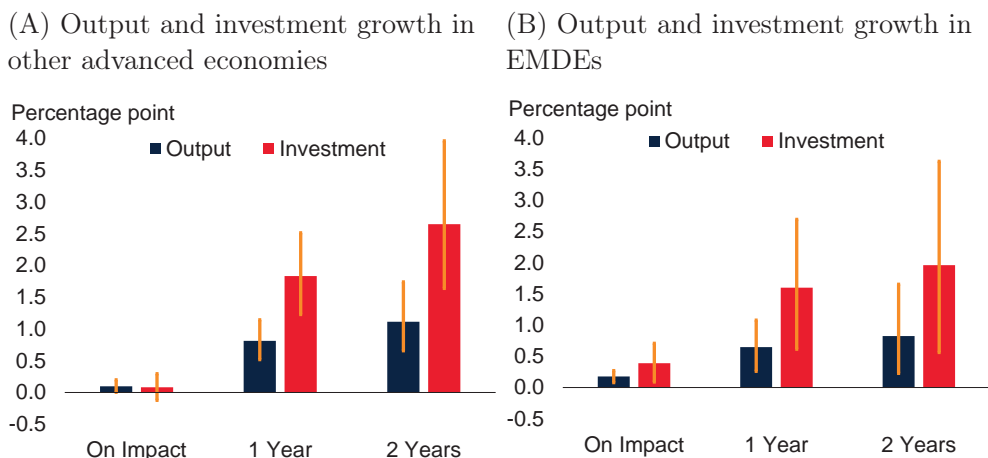 (A) Output and investment growth in
other advanced economies
Percentage point
Output
Investment
4.0
3.5
3.0
2.5
2.0
1.5
1.0
0.5
0.0
-0.5
On Impact
1 Year
2 Years
(B) Output and investment growth in
EMDEs
Percentage point
Output
Investment
4.0
3.5
3.0
2.5
2.0
1.5
1.0
0.5
0.0
-0.5
On Impact
1 Year
2 Years